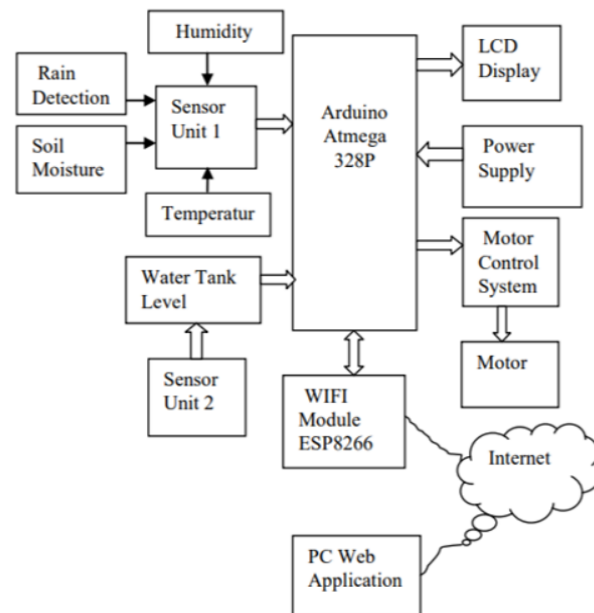 Humidity
Rain
Detection
Sensor
Unit 1
Soil
Moisture
Temperatur
Arduino
Atmega
328P
LCD
Display
Power
Supply
Motor
Control
System
Motor
Water Tank
Level
Sensor
Unit 2
WIFI
Module
ESP8266
Internet
PC Web
Application